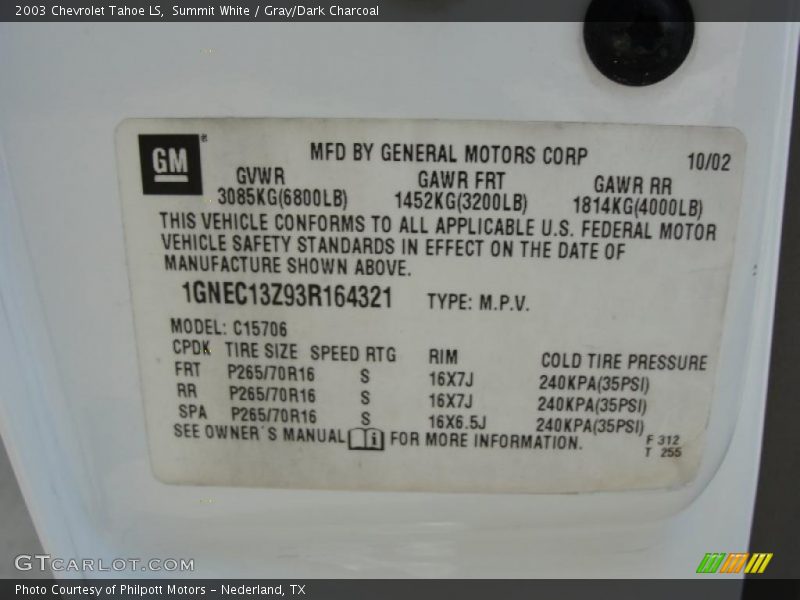 2003 Chevrolet Tahoe LS, Summit White / Gray/Dark Charcoal
GM
MFD BY GENERAL MOTORS CORP 10/02
GVWR GAWR FRT GAWR RR
3085KG(6800LB) 1452KG(3200LB) 1814KG(4000LB)
THIS VEHICLE CONFORMS TO ALL APPLICABLE U.S. FEDERAL MOTOR
VEHICLE SAFETY STANDARDS IN EFFECT ON THE DATE OF
MANUFACTURE SHOWN ABOVE.
1GNEC13Z93R164321 TYPE: M.P.V.
MODEL: C15706
CPDK TIRE SIZE SPEED RTG RIM COLD TIRE PRESSURE
FRT P265/70R16 S 16X7J 240KPA(35PSI)
RR P265/70R16 S 16X7J 240KPA(35PSI)
SPA P265/70R16 S 16X6.5J 240KPA(35PSI)
SEE OWNER'S MANUAL FOR MORE INFORMATION.
F 312
T 255
GTcarlot.com
Photo Courtesy of Philpott Motors - Nederland, TX